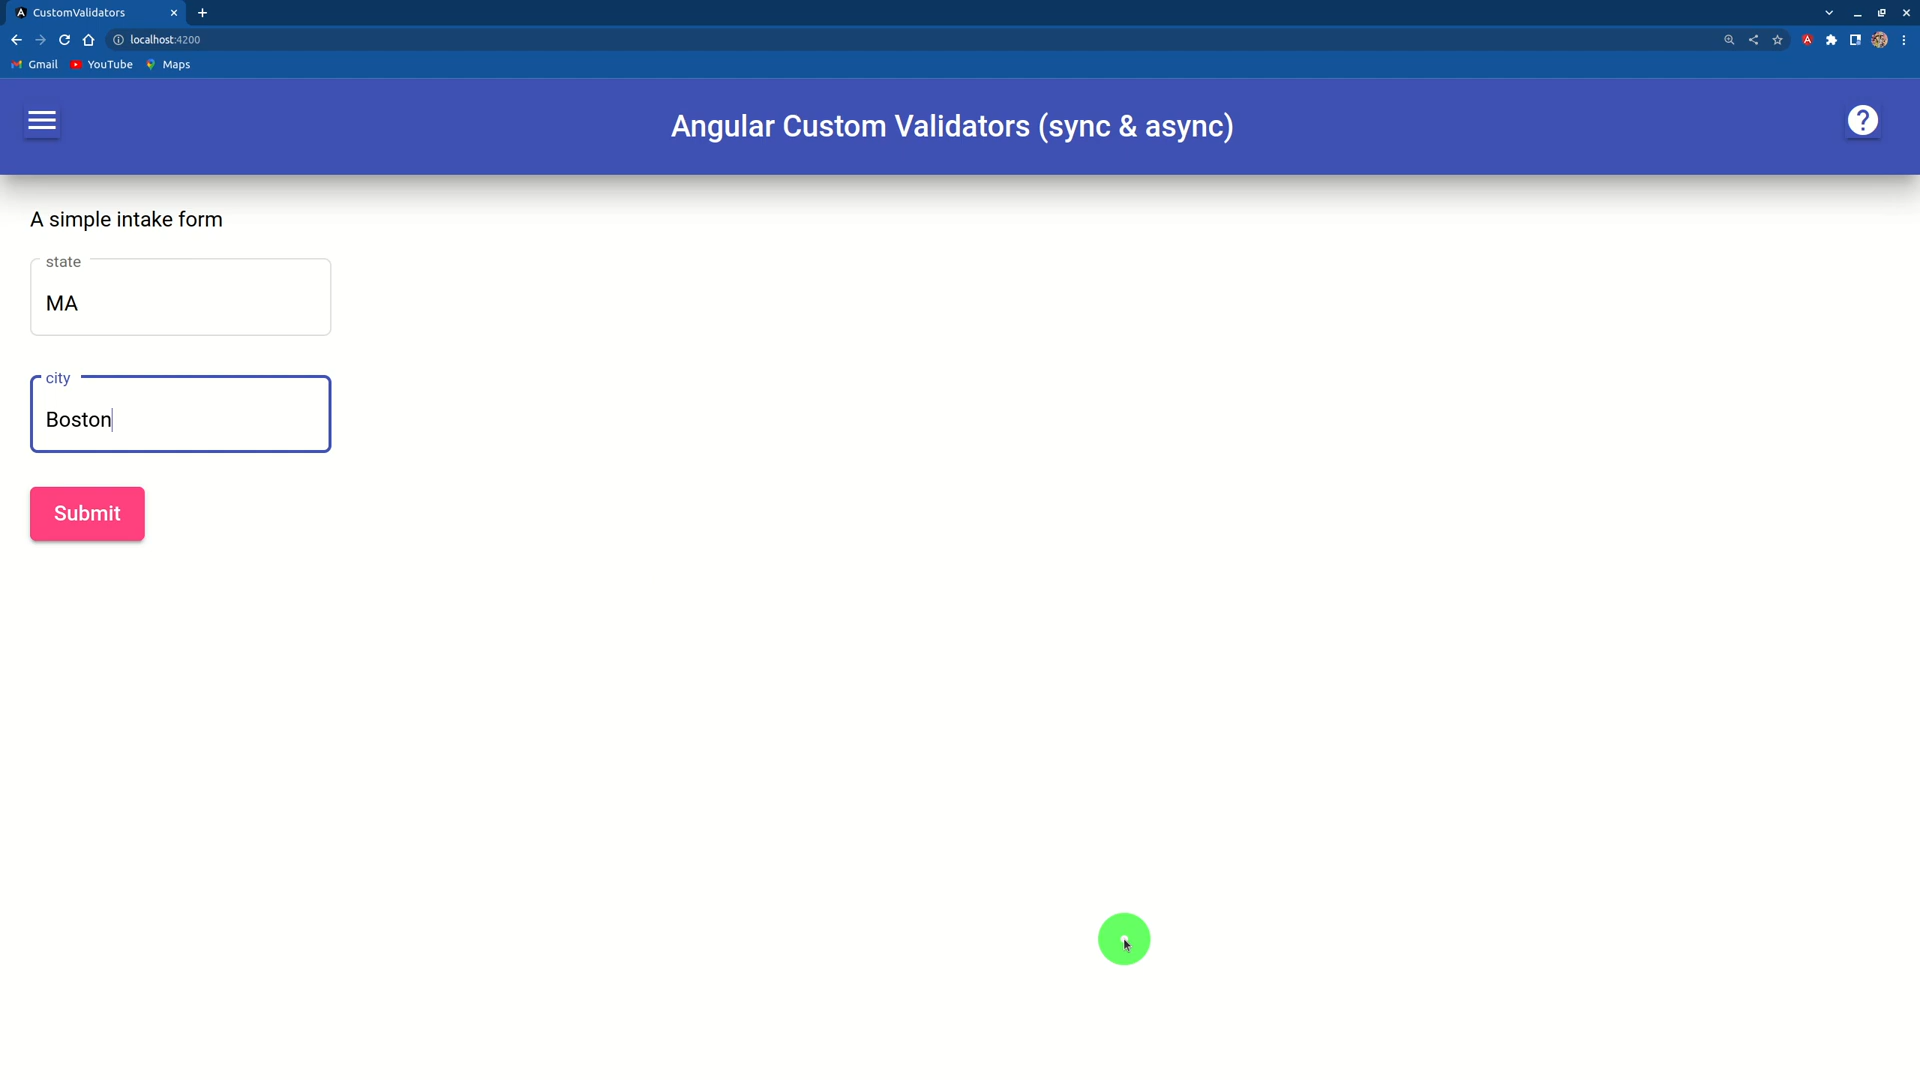 CustomValidators
localhost:4200
Gmail YouTube Maps
Angular Custom Validators (sync & async)
A simple intake form
state
MA
city
Boston
Submit